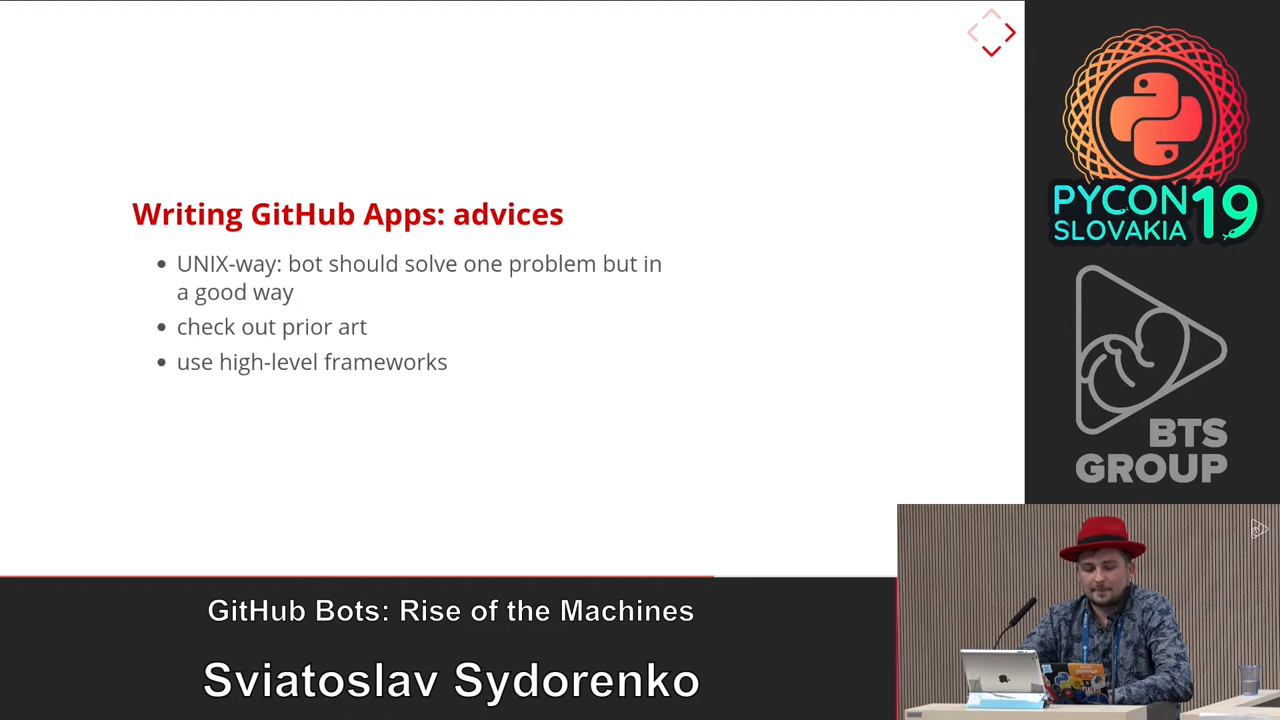 Writing GitHub Apps: advices
UNIX-way: bot should solve one problem but in
a good way
check out prior art
use high-level frameworks
PYCON 19
SLOVAKIA
BTS
GROUP
GitHub Bots: Rise of the Machines
Sviatoslav Sydorenko